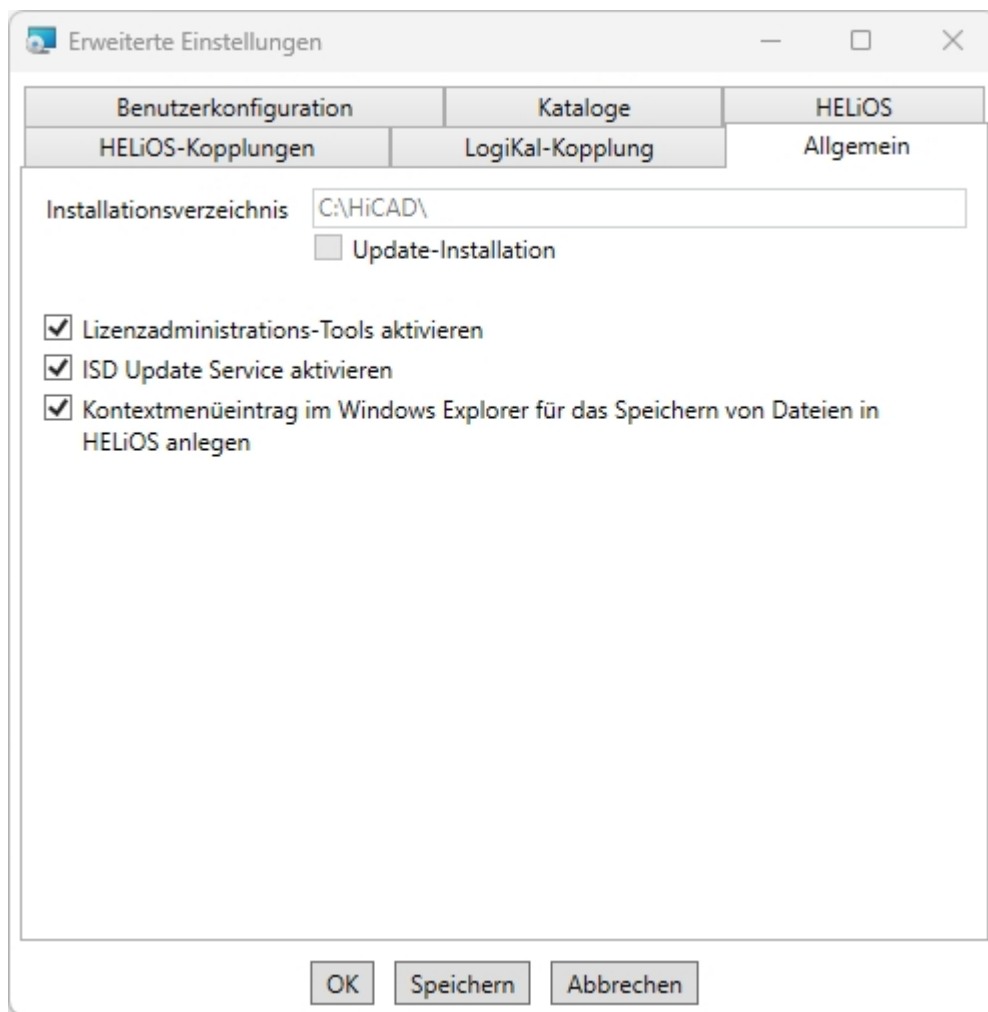 Erweiterte Einstellungen
Benutzerkonfiguration Kataloge HELiOS
HELiOS-Kopplungen LogiKal-Kopplung Allgemein
Installationsverzeichnis C:\HiCAD\
Update-Installation
Lizenzadministrations-Tools aktivieren
ISD Update Service aktivieren
Kontextmenüeintrag im Windows Explorer für das Speichern von Dateien in
HELiOS anlegen
OK Speichern Abbrechen